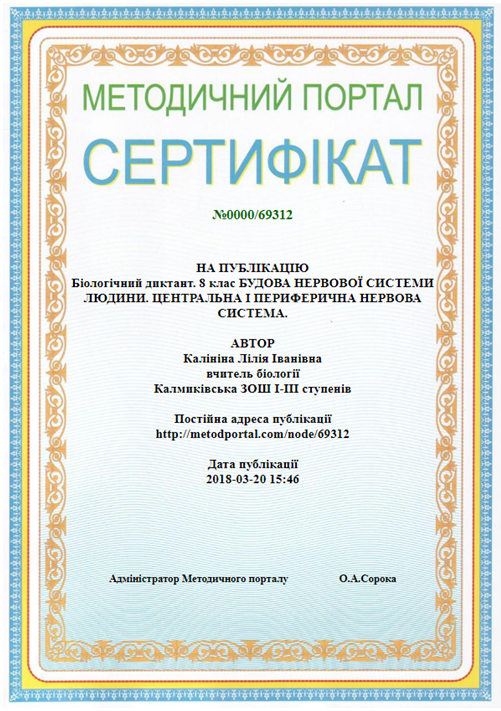 МЕТОДИЧНИЙ ПОРТАЛ
СЕРТИФІКАТ
№0000/69312
НА ПУБЛІКАЦІЮ
Біологічний диктант. 8 клас БУДОВА НЕРВОВОЇ СИСТЕМИ
ЛЮДИНИ. ЦЕНТРАЛЬНА І ПЕРИФЕРИЧНА НЕРВОВА
СИСТЕМА.
АВТОР
Калініна Лілія Іванівна
вчитель біології
Калмиківська ЗОШ І-ІІІ ступенів
Постійна адреса публікації
http://metodportal.com/node/69312
Дата публікації
2018-03-20 15:46
Адміністратор Методичного порталу О.А.Сорока